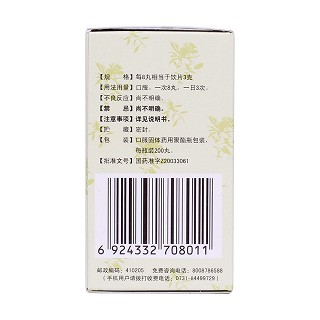 【规　　格】每8丸相当于饮片3克
【用法用量】口服，一次8丸，一日3次。
【不良反应】尚不明确。
【禁　　忌】尚不明确。
【注意事项】详见说明书。
【贮　　藏】密封。
【包　　装】口服固体药用聚酯瓶包装。
每瓶装200丸。
【批准文号】国药准字Z20033061
6 924332 708011
邮政编码：410205　免费咨询电话：8008786588
（手机用户请拨打收费电话：0731-84499729）